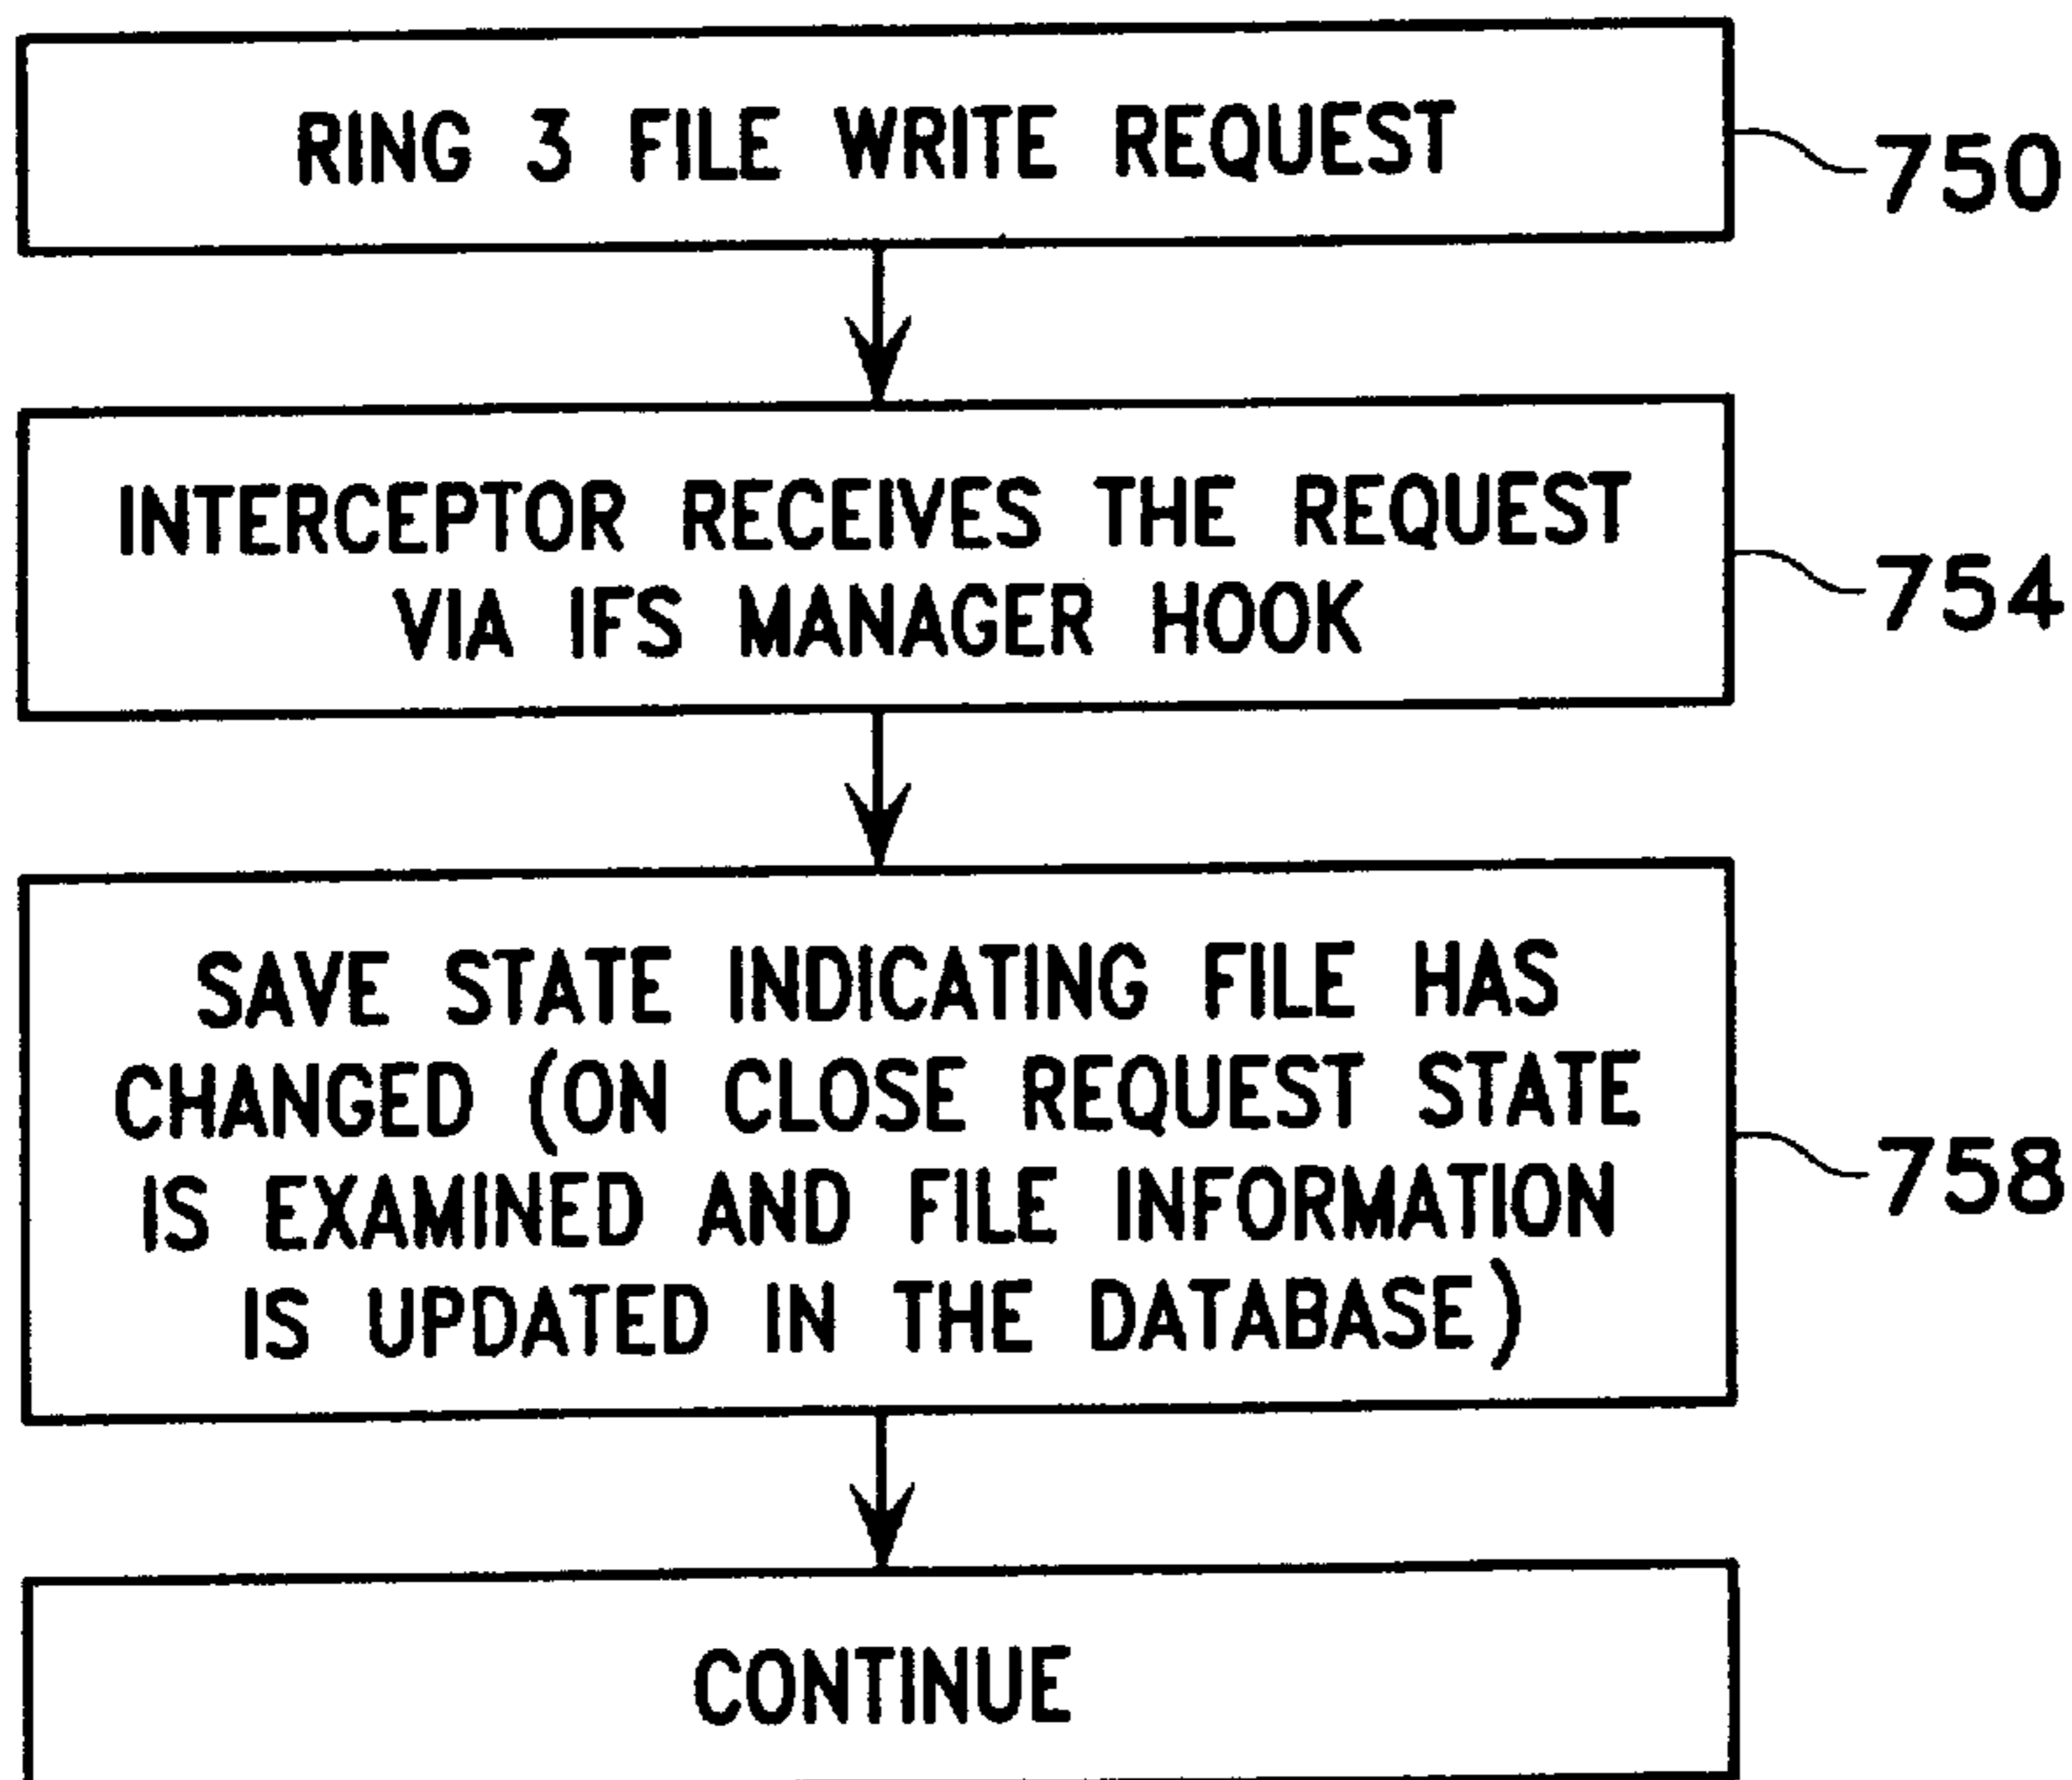 RING 3 FILE WRITE REQUEST
750
INTERCEPTOR RECEIVES THE REQUEST
VIA IFS MANAGER HOOK
754
SAVE STATE INDICATING FILE HAS
CHANGED (ON CLOSE REQUEST STATE
IS EXAMINED AND FILE INFORMATION
IS UPDATED IN THE DATABASE)
758
CONTINUE